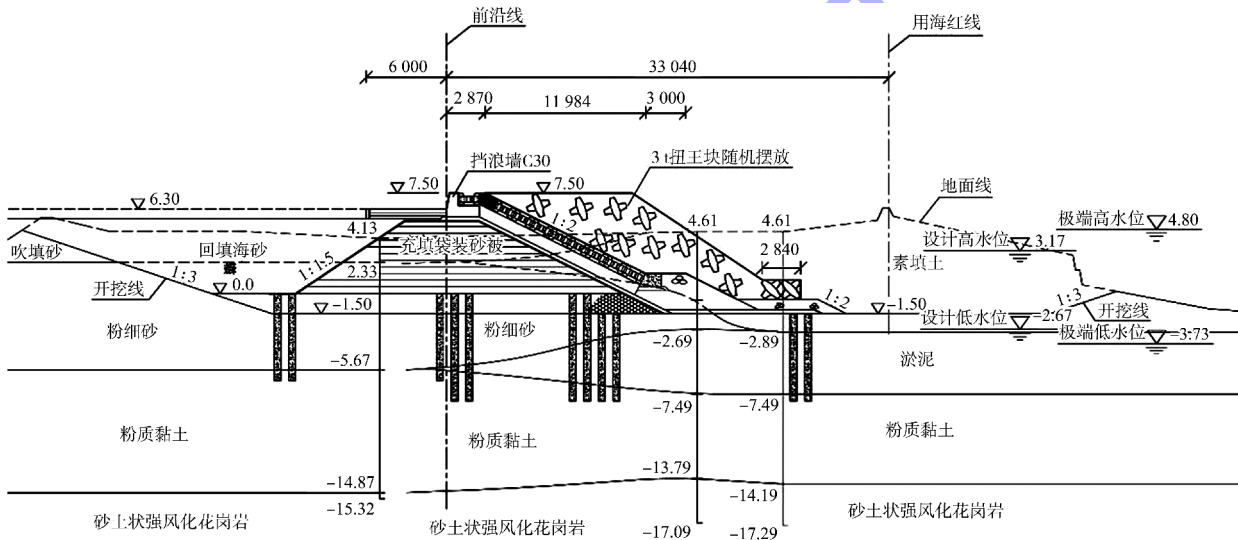 前沿线
用海红线
6 000
33 040
2 870
11 984
3 000
挡浪墙C30
3 t扭王块随机摆放
地面线
6.30
7.50
7.50
极端高水位
4.80
4.13
1:2
4.61
4.61
设计高水位
3.17
吹填砂
回填海砂
充填袋装砂被
2 840
素填土
1:3
0.0
1:1.5
2.33
开挖线
-1.50
1:2
-1.50
1:3
开挖线
设计低水位
-2.67
粉细砂
粉细砂
-2.69
-2.89
极端低水位
-3.73
-5.67
淤泥
-7.49
-7.49
粉质黏土
粉质黏土
粉质黏土
-13.79
-14.87
-14.19
-15.32
砂土状强风化花岗岩
砂土状强风化花岗岩
砂上状强风化花岗岩
-17.09
-17.29